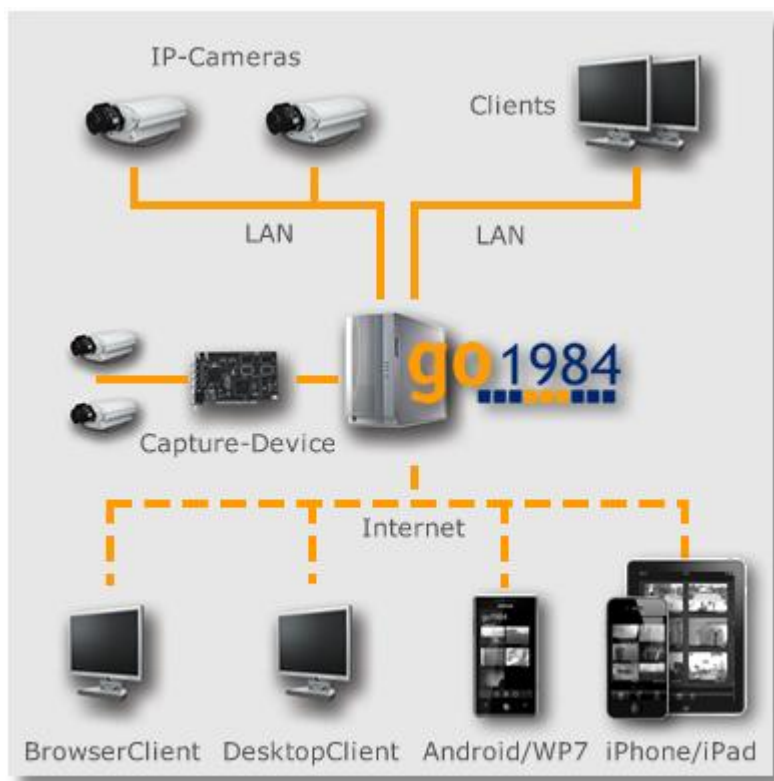 IP-Cameras
Clients
LAN
LAN
go1984
Capture-Device
Internet
BrowserClient
DesktopClient
Android/WP7
iPhone/iPad